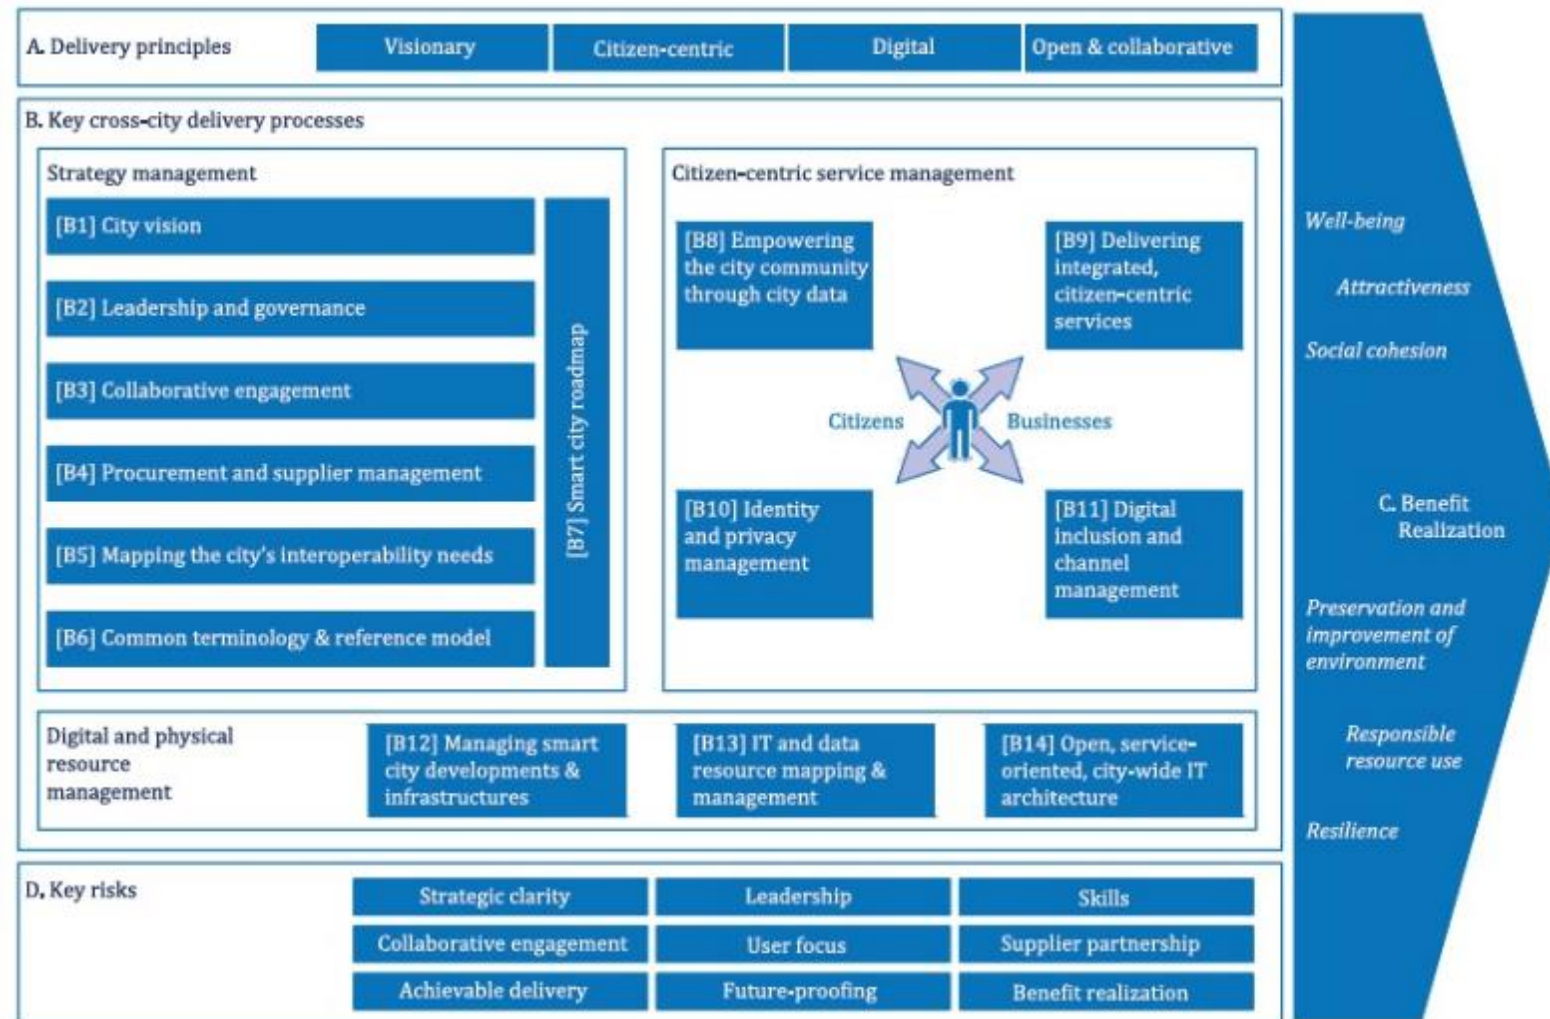 A. Delivery principles
Visionary
Citizen-centric
Digital
Open & collaborative
B. Key cross-city delivery processes
Strategy management
[B1] City vision
[B2] Leadership and governance
[B3] Collaborative engagement
[B4] Procurement and supplier management
[B5] Mapping the city's interoperability needs
[B6] Common terminology & reference model
[B7] Smart city roadmap
Citizen-centric service management
[B8] Empowering
the city community
through city data
[B9] Delivering
integrated,
citizen-centric
services
Citizens
Businesses
[B10] Identity
and privacy
management
[B11] Digital
inclusion and
channel
management
Digital and physical
resource
management
[B12] Managing smart
city developments &
infrastructures
[B13] IT and data
resource mapping &
management
[B14] Open, service-
oriented, city-wide IT
architecture
D. Key risks
Strategic clarity
Leadership
Skills
Collaborative engagement
User focus
Supplier partnership
Achievable delivery
Future-proofing
Benefit realization
Well-being
Attractiveness
Social cohesion
C. Benefit
Realization
Preservation and
improvement of
environment
Responsible
resource use
Resilience